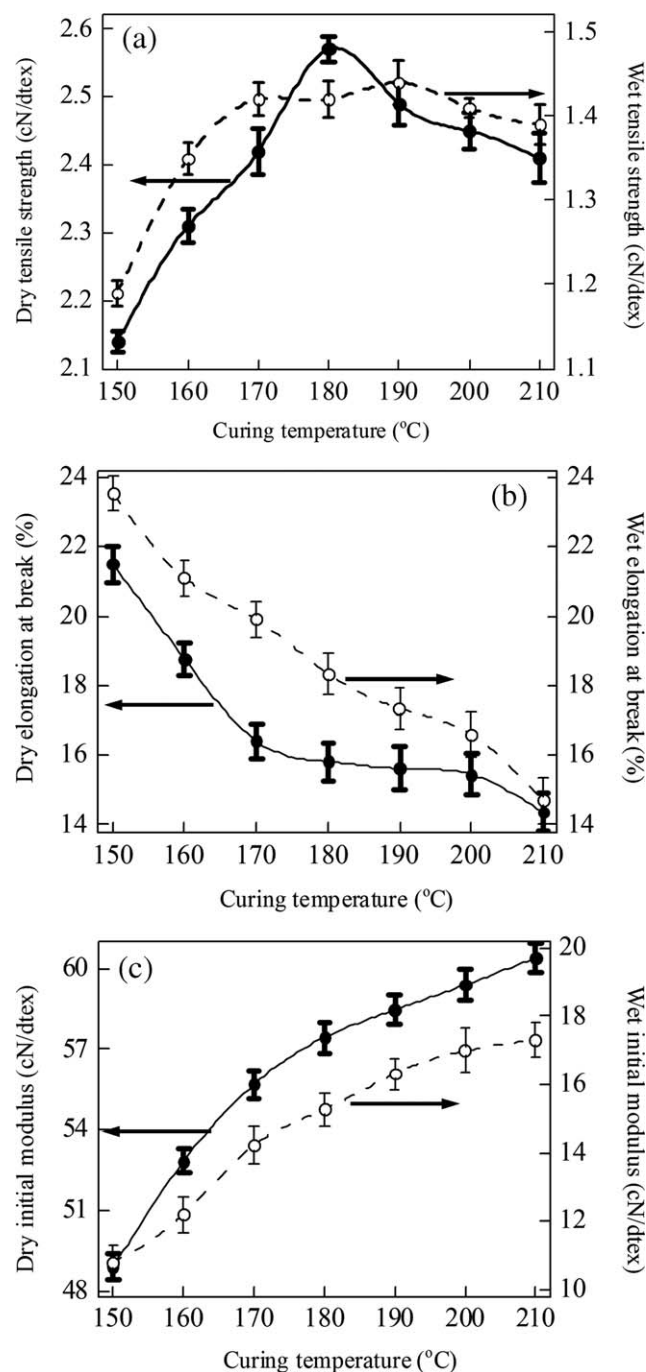 (a)
Dry tensile strength (cN/dtex)
2.6
2.5
2.4
2.3
2.2
2.1
1.5
1.4
1.3
1.2
1.1
Wet tensile strength (cN/dtex)
150 160 170 180 190 200 210
Curing temperature (°C)
(b)
Dry elongation at break (%)
24
22
20
18
16
14
24
22
20
18
16
14
Wet elongation at break (%)
150 160 170 180 190 200 210
Curing temperature (°C)
(c)
Dry initial modulus (cN/dtex)
60
57
54
51
48
20
18
16
14
12
10
Wet initial modulus (cN/dtex)
150 160 170 180 190 200 210
Curing temperature (°C)